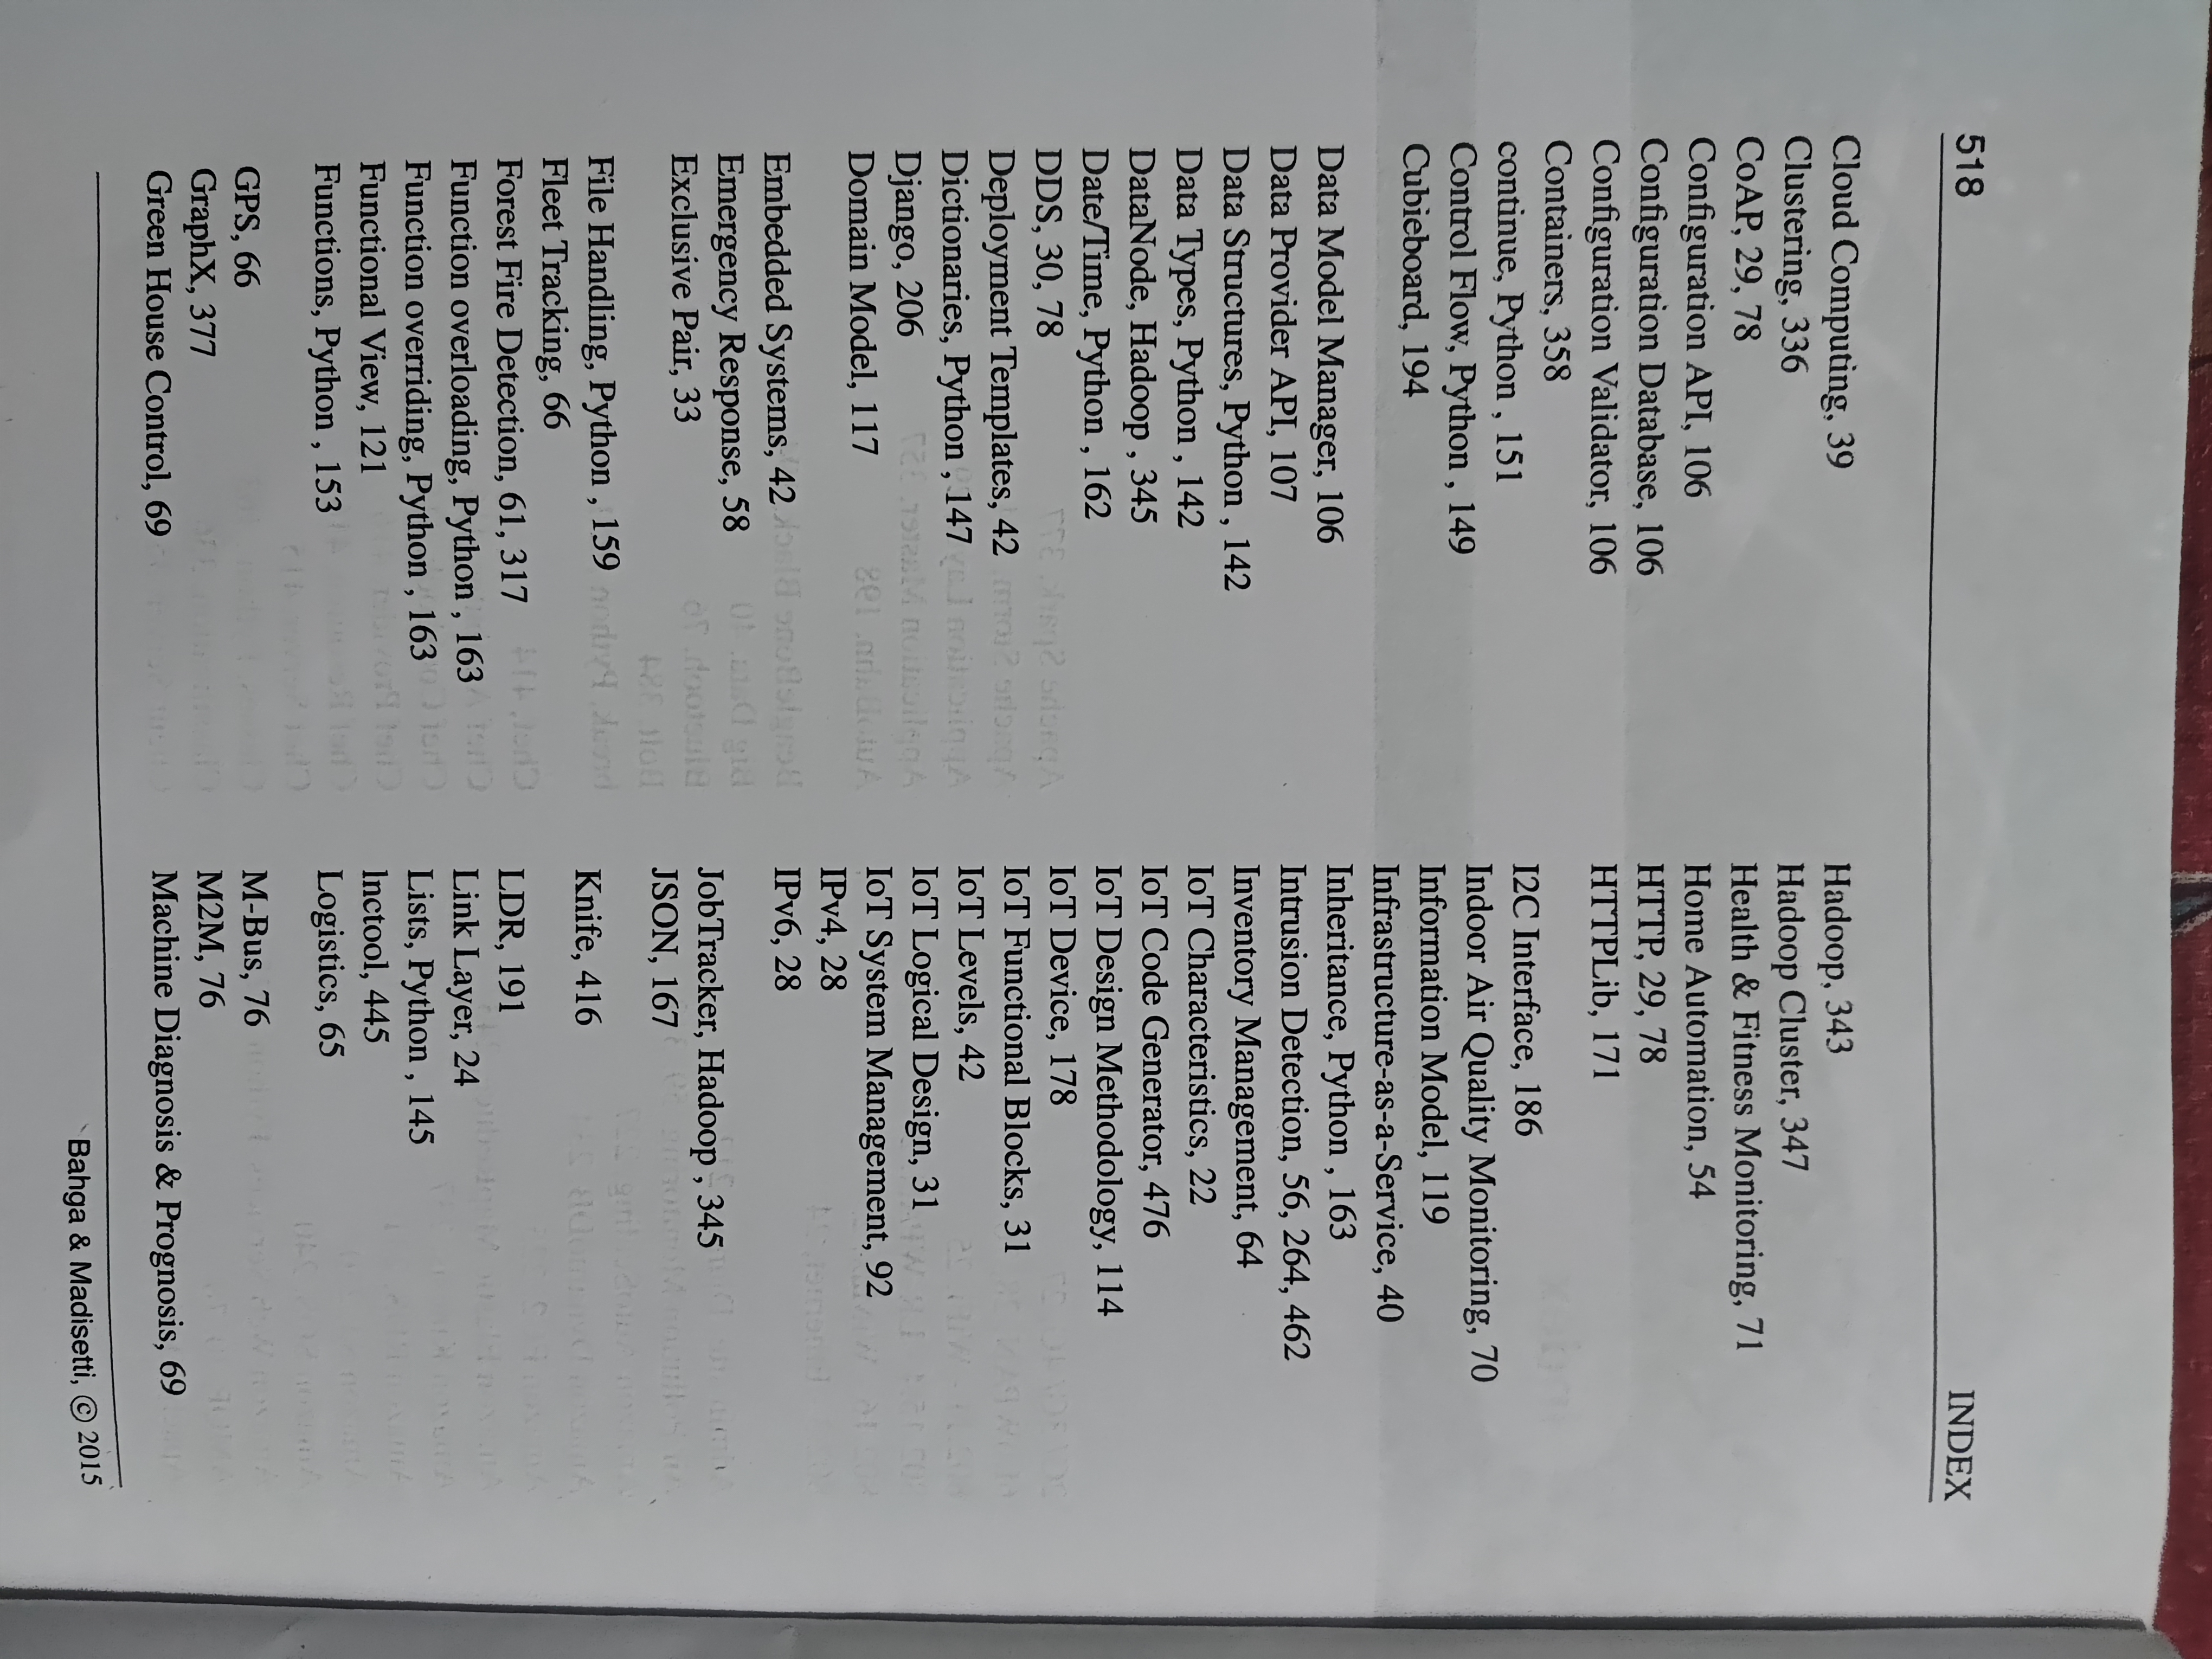 518
INDEX
Cloud Computing, 39
Clustering, 336
CoAP, 29, 78
Configuration API, 106
Configuration Database, 106
Configuration Validator, 106
Containers, 358
continue, Python , 151
Control Flow, Python , 149
Cubieboard, 194
Data Model Manager, 106
Data Provider API, 107
Data Structures, Python , 142
Data Types, Python , 142
DataNode, Hadoop , 345
Date/Time, Python , 162
DDS, 30, 78
Deployment Templates, 42
Dictionaries, Python , 147
Django, 206
Domain Model, 117
Embedded Systems, 42
Emergency Response, 58
Exclusive Pair, 33
File Handling, Python , 159
Fleet Tracking, 66
Forest Fire Detection, 61, 317
Function overloading, Python , 163
Function overriding, Python , 163
Functional View, 121
Functions, Python , 153
GPS, 66
GraphX, 377
Green House Control, 69
Hadoop, 343
Hadoop Cluster, 347
Health & Fitness Monitoring, 71
Home Automation, 54
HTTP, 29, 78
HTTPLib, 171
I2C Interface, 186
Indoor Air Quality Monitoring, 70
Information Model, 119
Infrastructure-as-a-Service, 40
Inheritance, Python , 163
Intrusion Detection, 56, 264, 462
Inventory Management, 64
IoT Characteristics, 22
IoT Code Generator, 476
IoT Design Methodology, 114
IoT Device, 178
IoT Functional Blocks, 31
IoT Levels, 42
IoT Logical Design, 31
IoT System Management, 92
IPv4, 28
IPv6, 28
JobTracker, Hadoop , 345
JSON, 167
Knife, 416
LDR, 191
Link Layer, 24
Lists, Python , 145
lnctool, 445
Logistics, 65
M-Bus, 76
M2M, 76
Machine Diagnosis & Prognosis, 69
Bahga & Madisetti, © 2015